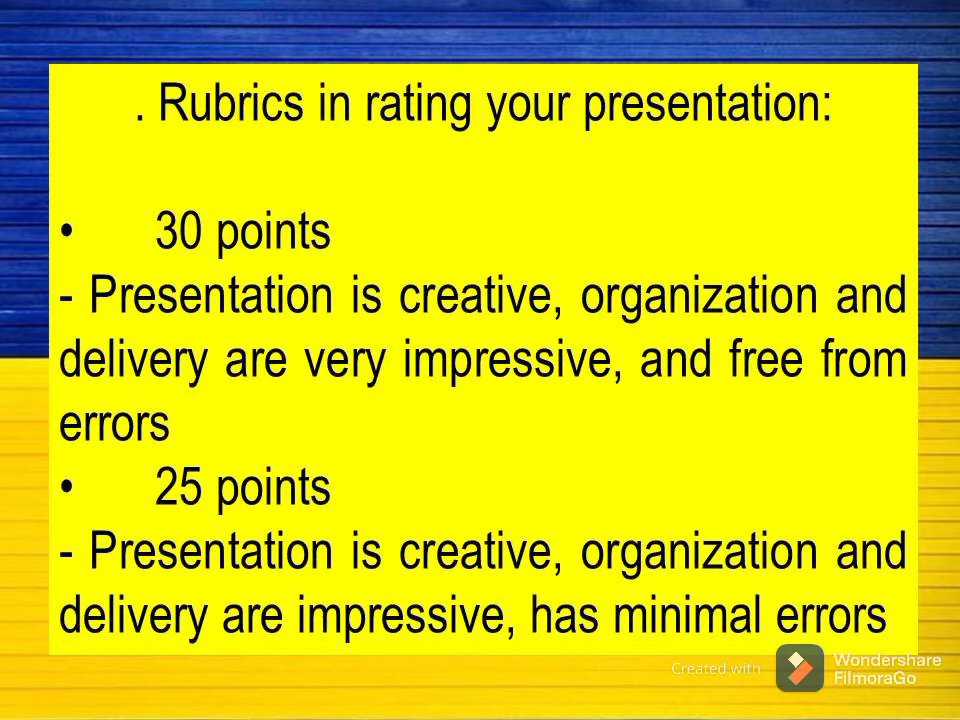 . Rubrics in rating your presentation:
• 30 points
- Presentation is creative, organization and
delivery are very impressive, and free from
errors
• 25 points
- Presentation is creative, organization and
delivery are impressive, has minimal errors
Created with
Wondershare
FilmoraGo